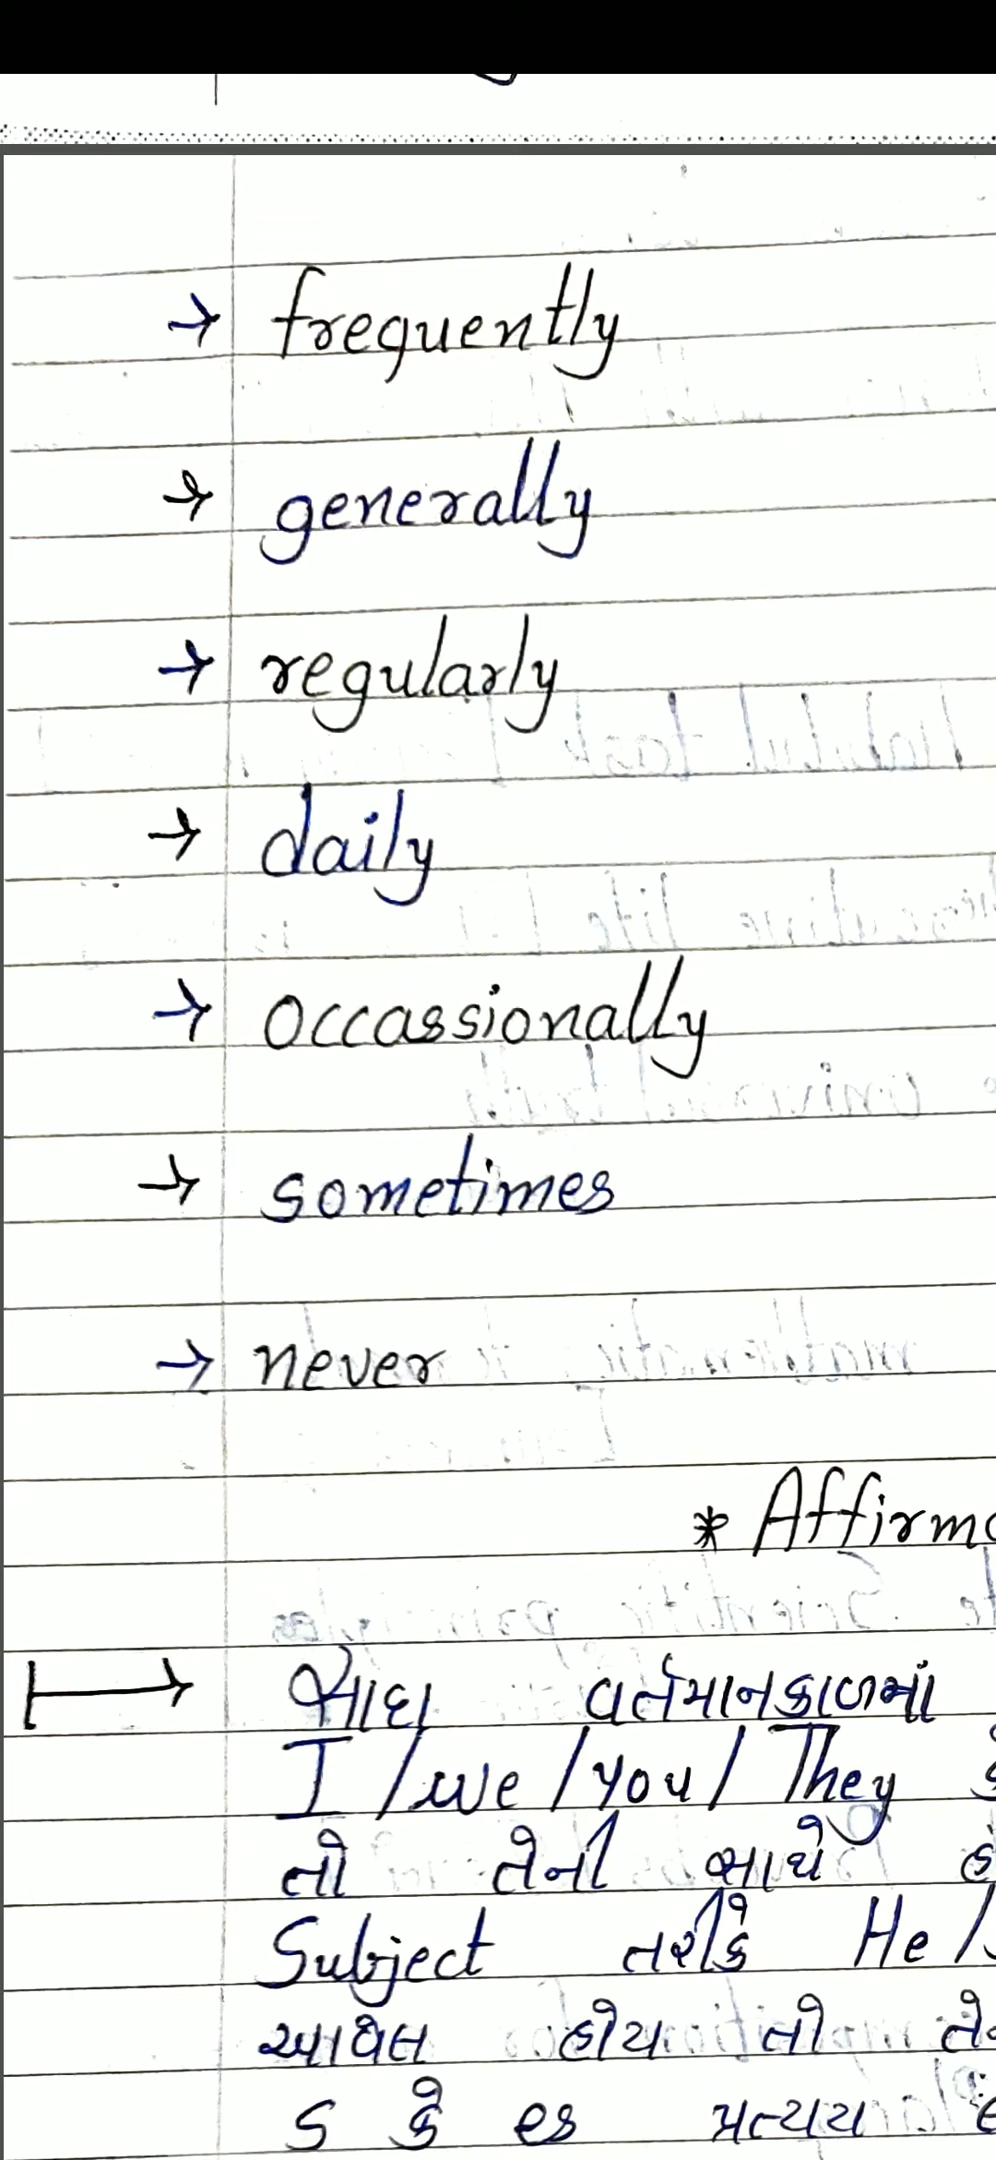 → frequently
→ generally
→ regularly
→ daily
→ occassionally
→ sometimes
→ never
* Affirma
સાદા વર્તમાનકાળમાં
I / we / you / They
તો તેની સાથે
Subject તરીકે He /
આવેલ હોય તો
s કે es પ્રત્યય